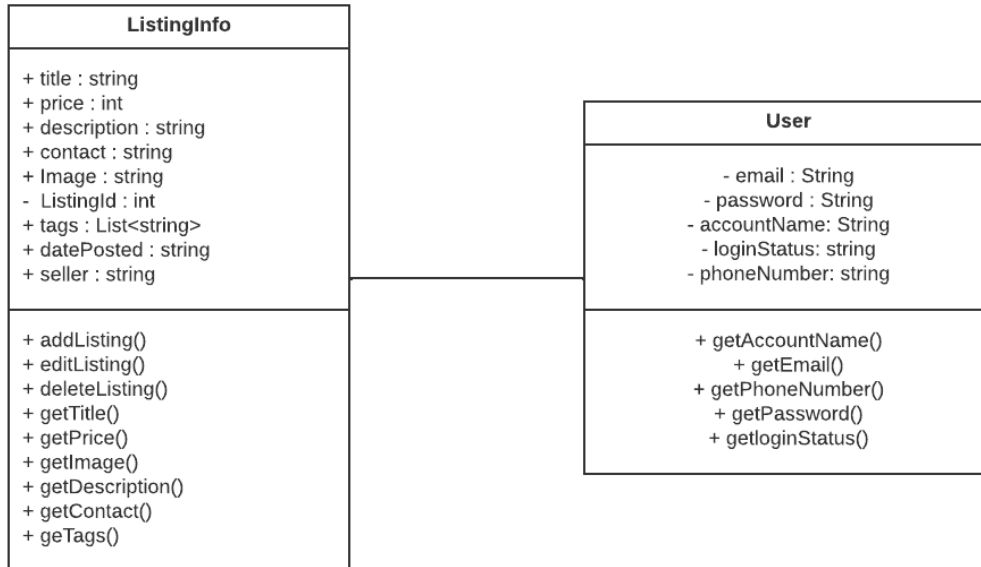 ListingInfo
+ title : string
+ price : int
+ description : string
+ contact : string
+ Image : string
- ListingId : int
+ tags : List<string>
+ datePosted : string
+ seller : string
+ addListing()
+ editListing()
+ deleteListing()
+ getTitle()
+ getPrice()
+ getImage()
+ getDescription()
+ getContact()
+ geTags()
User
- email : String
- password : String
- accountName: String
- loginStatus: string
- phoneNumber: string
+ getAccountName()
+ getEmail()
+ getPhoneNumber()
+ getPassword()
+ getloginStatus()